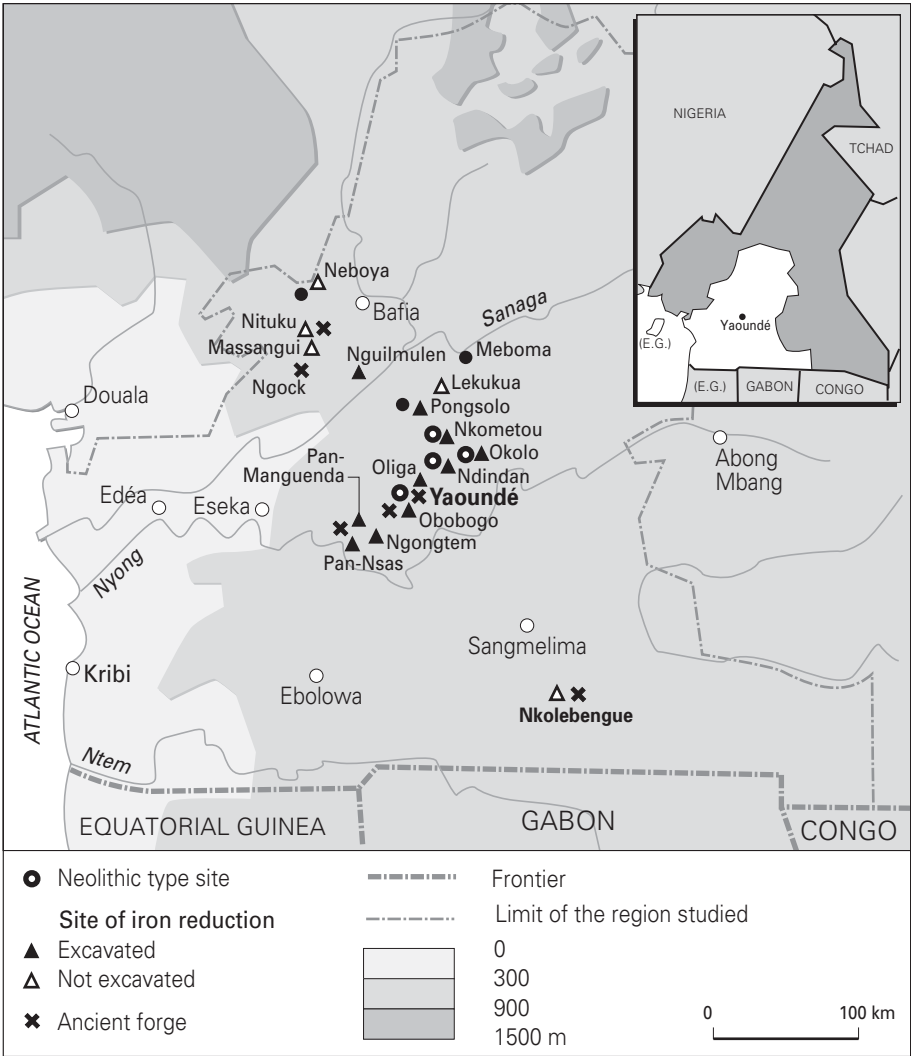 NIGERIA
TCHAD
Yaoundé
(E.G.)
(E.G.)
GABON
CONGO
Neboya
Bafia
Sanaga
Nituku
Massangui
Nguilmulen
Meboma
Ngock
Lekukua
Douala
Pongsolo
Nkometou
Pan-
Manguenda
Okolo
Oliga
Ndindan
Abong
Mbang
Edéa
Eseka
Yaoundé
Obobogo
Ngongtem
Pan-Nsas
Nyong
ATLANTIC OCEAN
Sangmelima
Kribi
Ebolowa
Nkolebengue
Ntem
EQUATORIAL GUINEA
GABON
CONGO
Neolithic type site
Site of iron reduction
Excavated
Not excavated
Ancient forge
Frontier
Limit of the region studied
0
300
900
1500 m
0 100 km